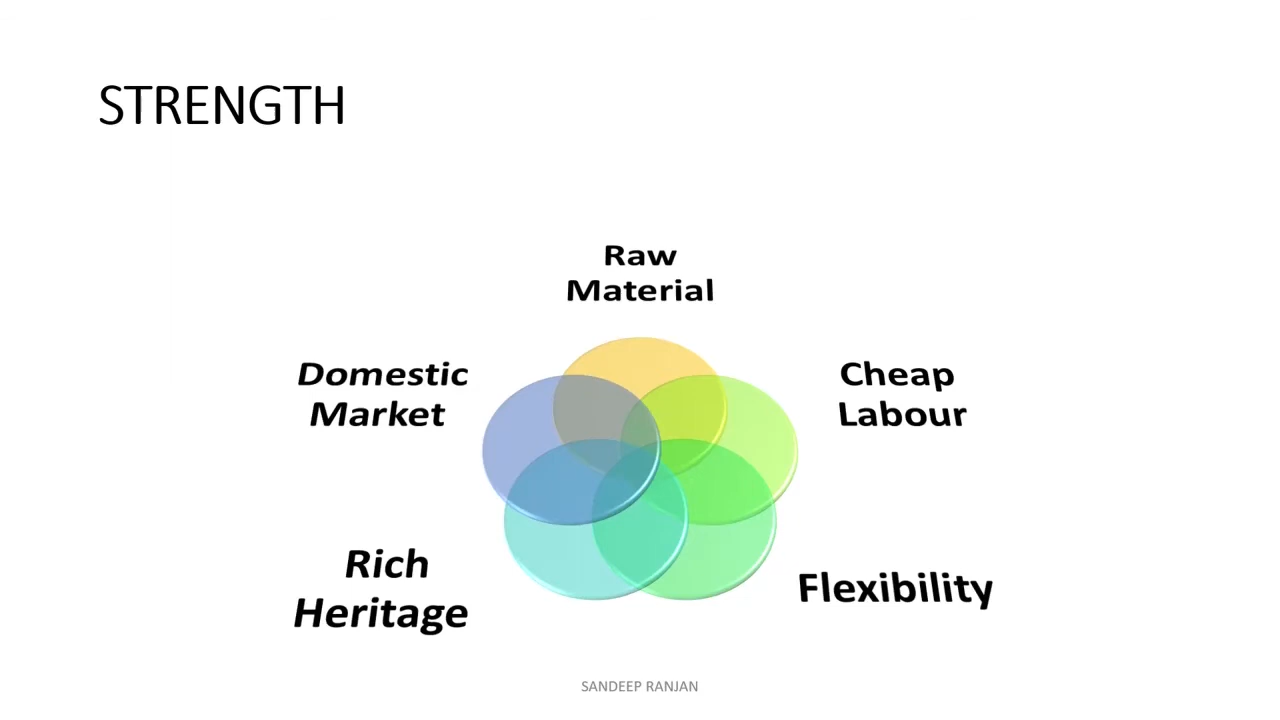 STRENGTH
Raw
Material
Domestic
Market
Cheap
Labour
Rich
Heritage
Flexibility
SANDEEP RANJAN